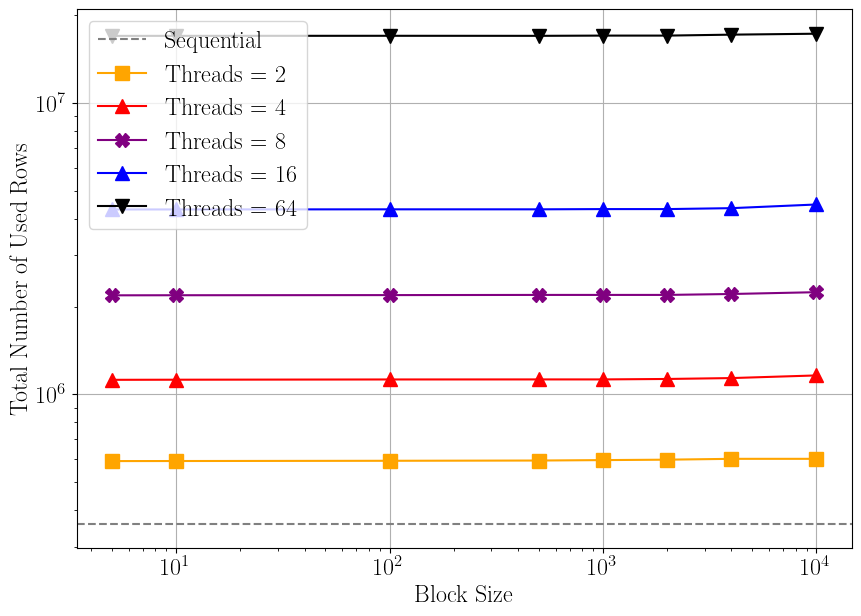 Sequential
Threads = 2
Threads = 4
Threads = 8
Threads = 16
Threads = 64
10^7
10^6
Total Number of Used Rows
10^1
10^2
10^3
10^4
Block Size